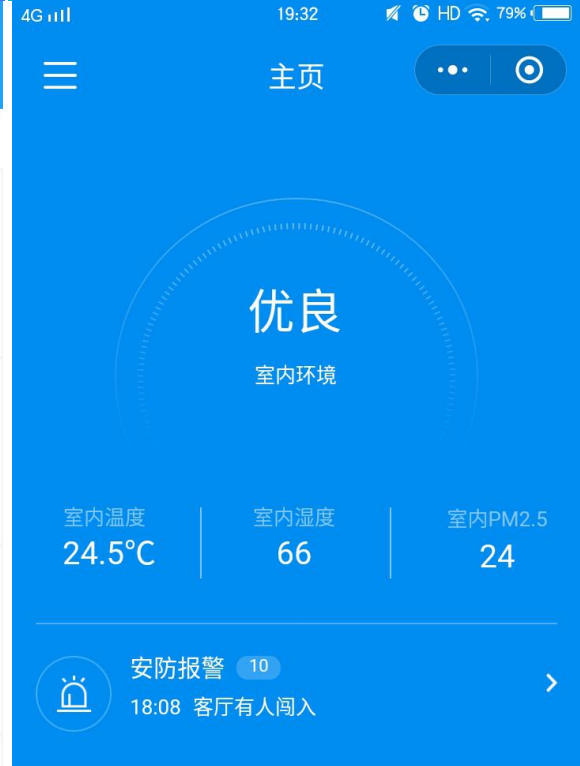 4G 19:32 HD 79%
主页
优良
室内环境
室内温度 室内湿度 室内PM2.5
24.5℃ 66 24
安防报警 10
18:08 客厅有人闯入